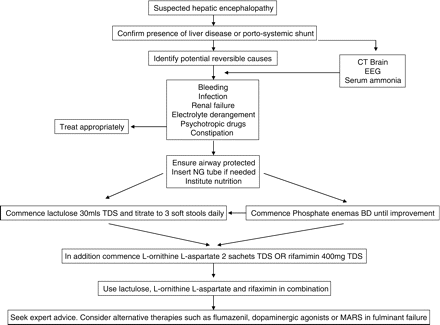 Suspected hepatic encephalopathy
Confirm presence of liver disease or porto-systemic shunt
Identify potential reversible causes
CT Brain
EEG
Serum ammonia
Bleeding
Infection
Renal failure
Electrolyte derangement
Psychotropic drugs
Constipation
Treat appropriately
Ensure airway protected
Insert NG tube if needed
Institute nutrition
Commence lactulose 30mls TDS and titrate to 3 soft stools daily
Commence Phosphate enemas BD until improvement
In addition commence L-ornithine L-aspartate 2 sachets TDS OR rifamimin 400mg TDS
Use lactulose, L-ornithine L-aspartate and rifaximin in combination
Seek expert advice. Consider alternative therapies such as flumazenil, dopaminergic agonists or MARS in fulminant failure